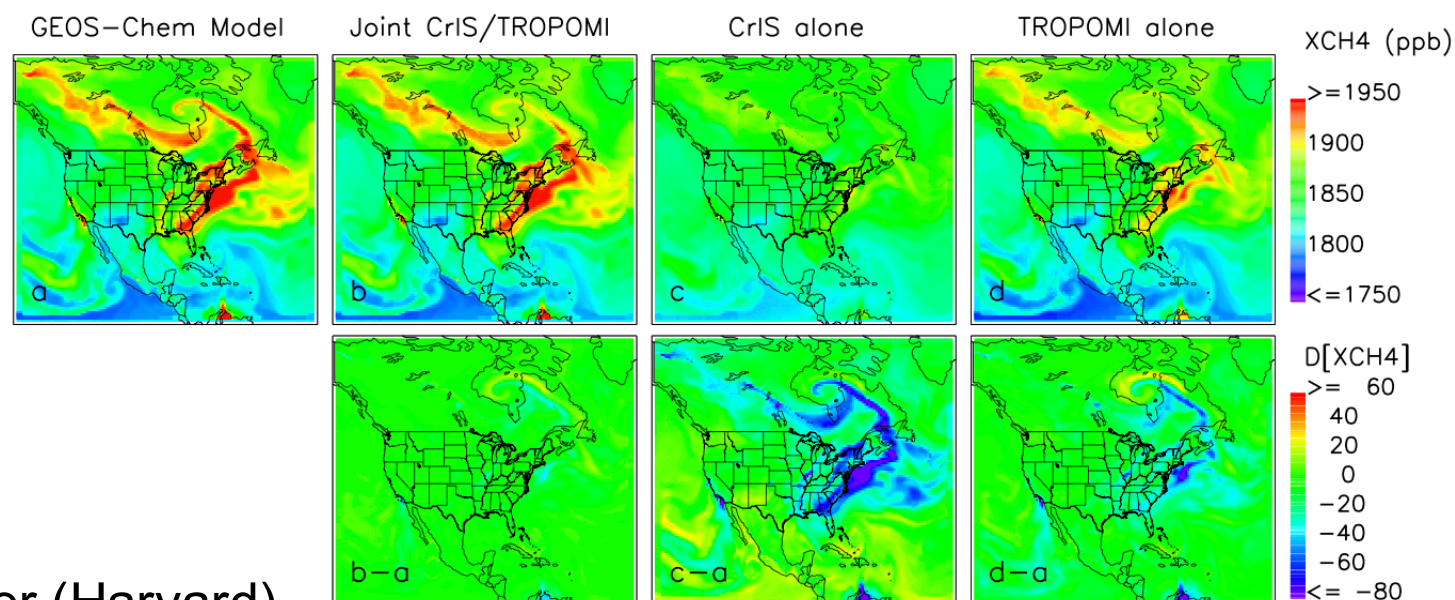 GEOS-Chem Model
Joint CrIS/TROPOMI
CrIS alone
TROPOMI alone
XCH4 (ppb)
>=1950
1900
1850
1800
<=1750
a
b
c
d
D[XCH4]
>= 60
40
20
0
-20
-40
-60
<= -80
b-a
c-a
d-a
(Harvard)